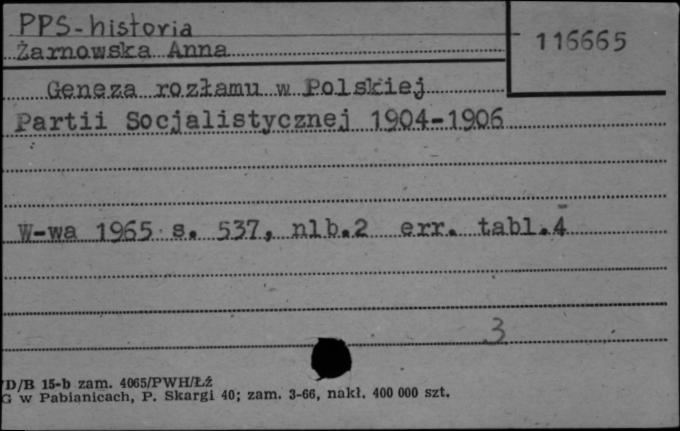 PPS-historia
Żarnowska Anna
116665
Geneza rozłamu w Polskiej
Partii Socjalistycznej 1904-1906
W-wa 1965 s. 537, nlb.2 err. tabl.4
3
D/B 15-b zam. 4065/PWH/ŁŹ
G w Pabianicach, P. Skargi 40; zam. 3-66, nakł. 400 000 szt.